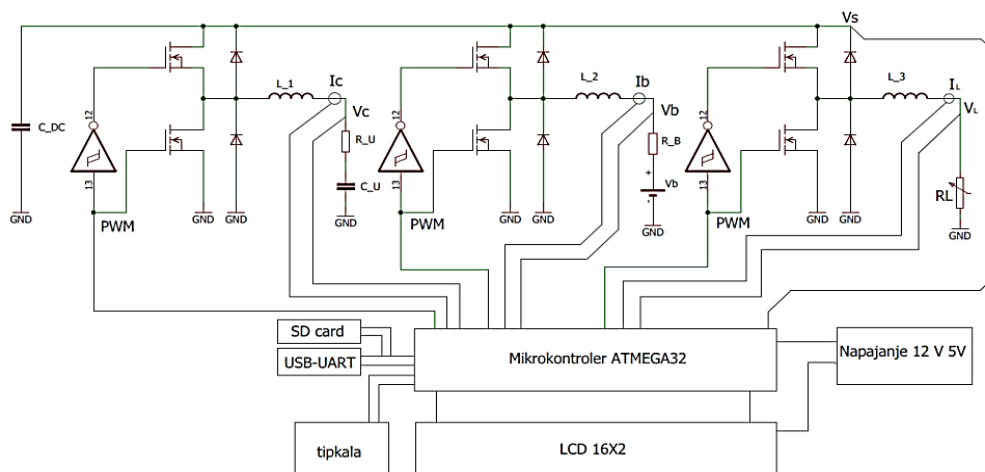 Vs
L_1
Ic
Vc
L_2
Ib
Vb
L_3
IL
VL
C_DC
12
13
R_U
C_U
12
13
R_B
+
Vb
-
12
13
RL
GND
GND
GND
GND
GND
GND
GND
GND
GND
GND
PWM
PWM
PWM
SD card
USB-UART
Mikrokontroler ATMEGA32
Napajanje 12 V 5V
tipkala
LCD 16X2